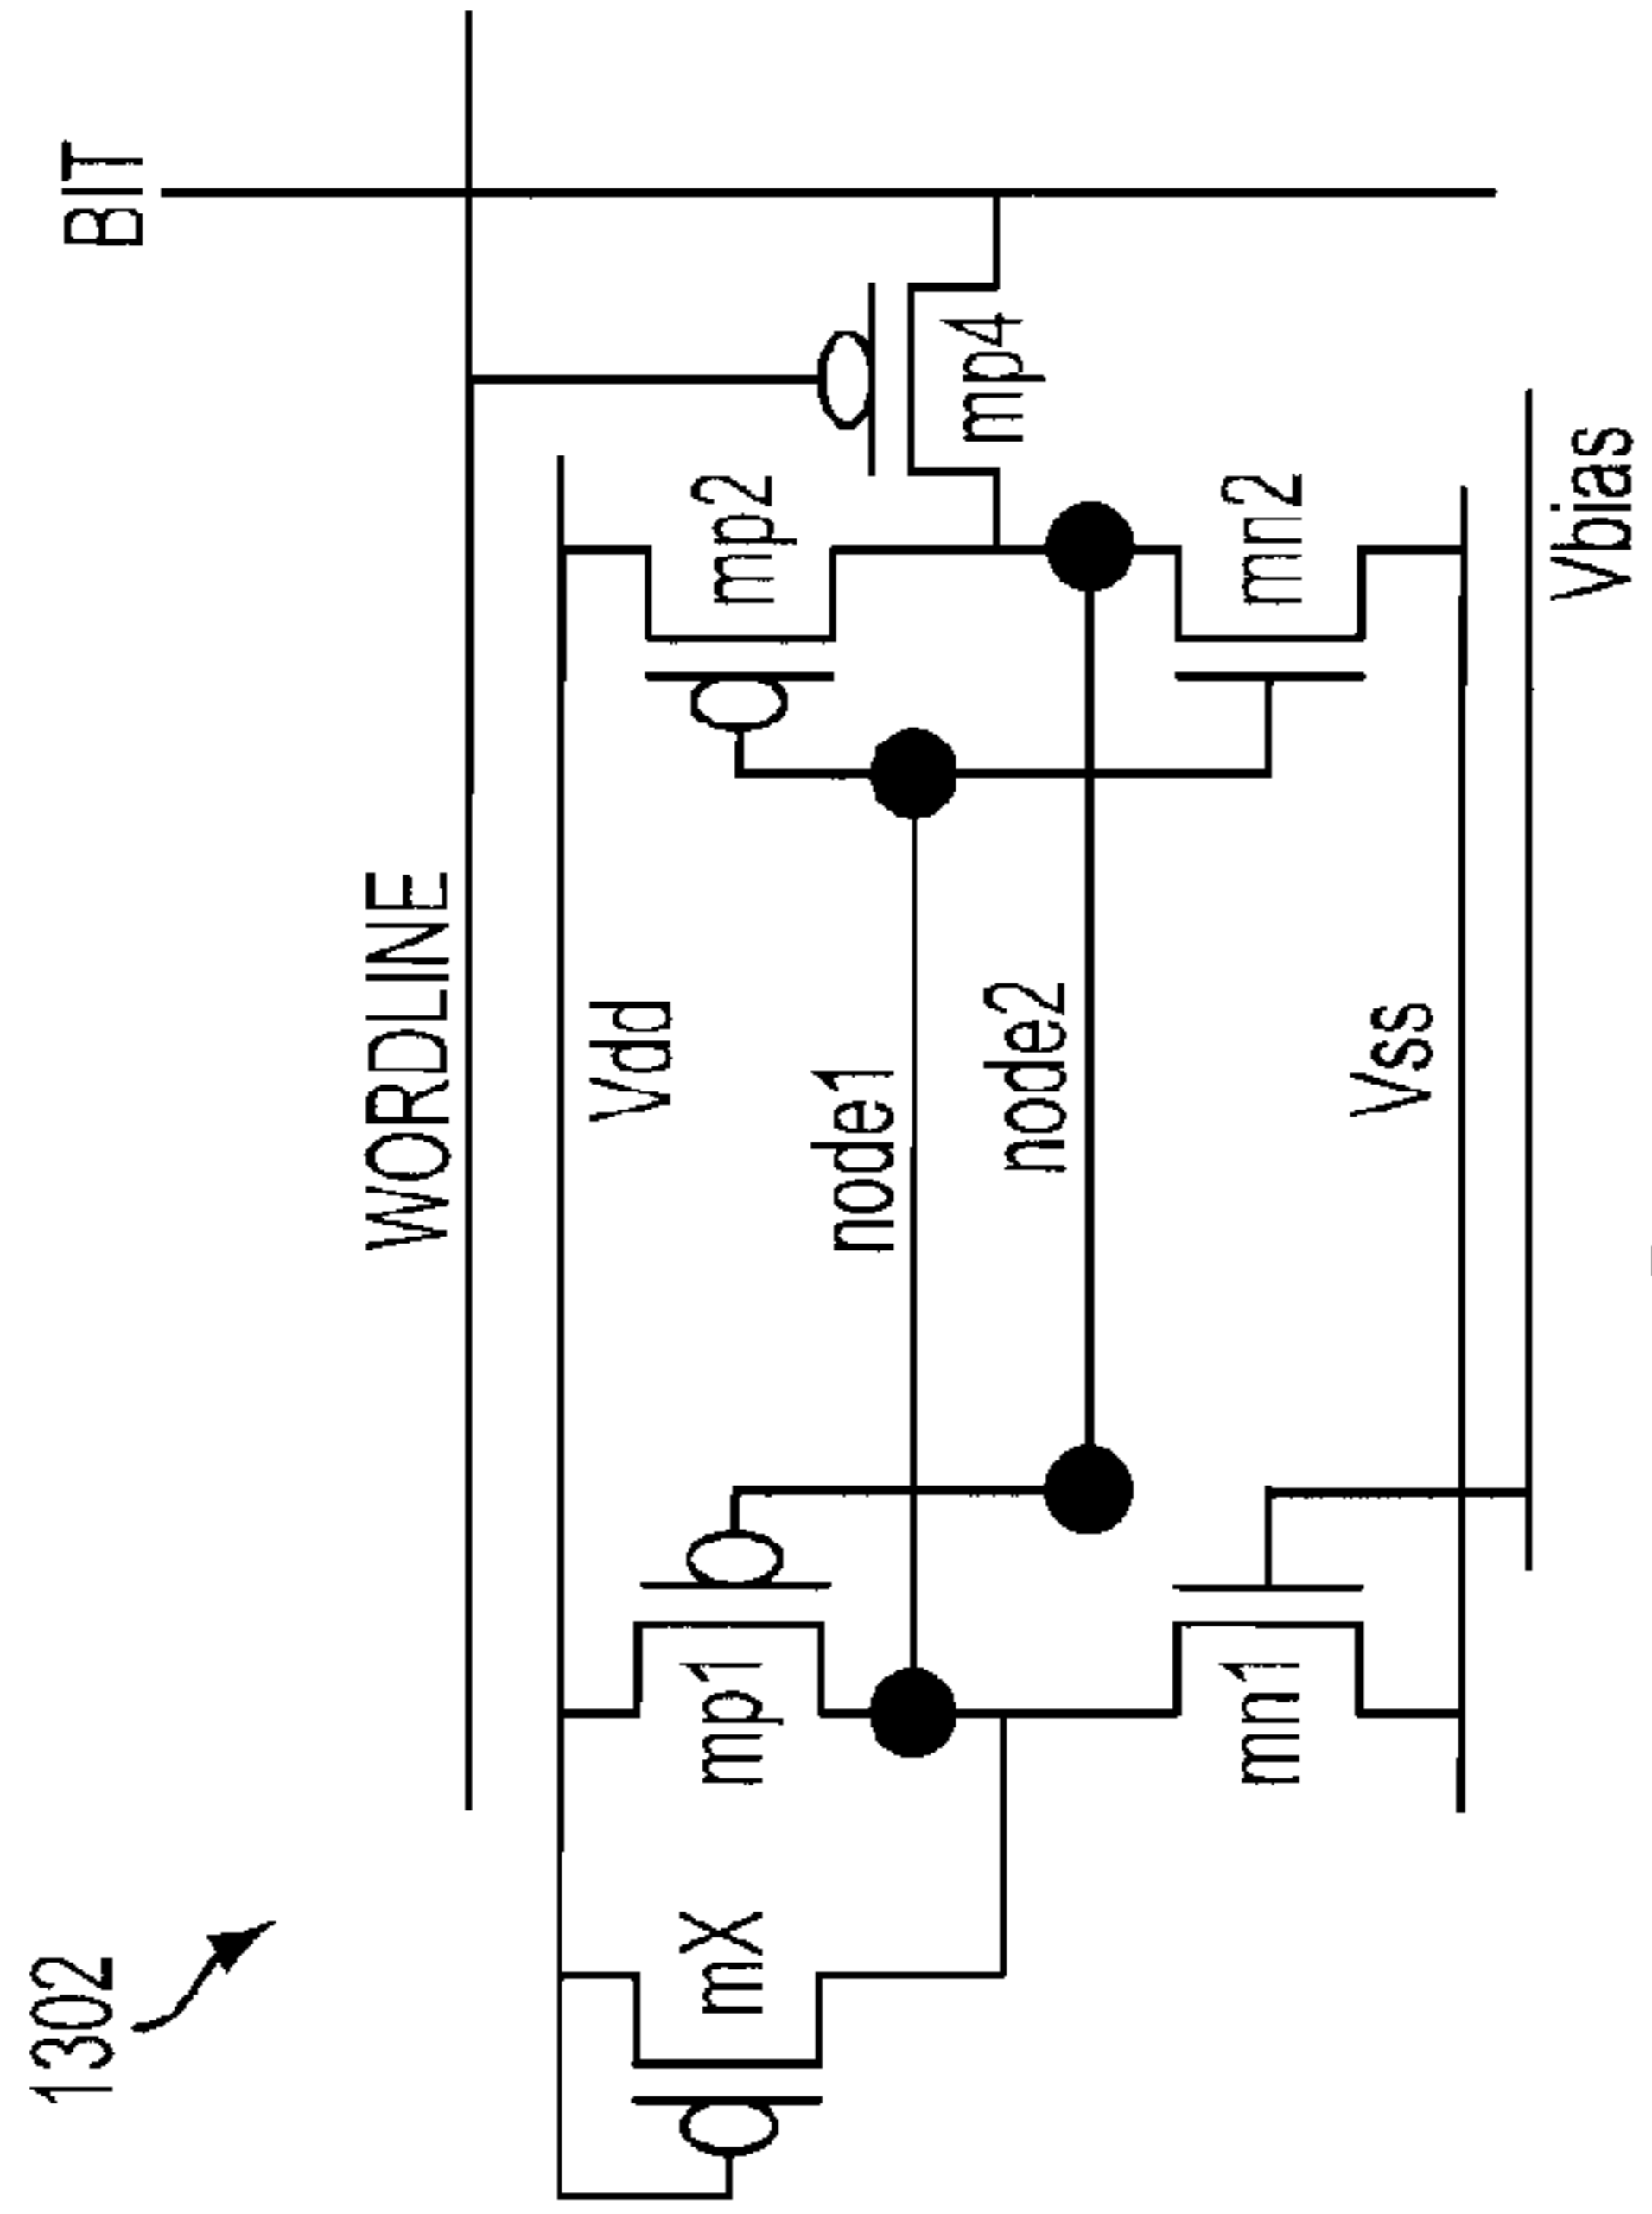 1302
BIT
WORDLINE
Vdd
mX
mp1
mp2
node1
mp4
node2
mn1
mn2
Vss
Vbias